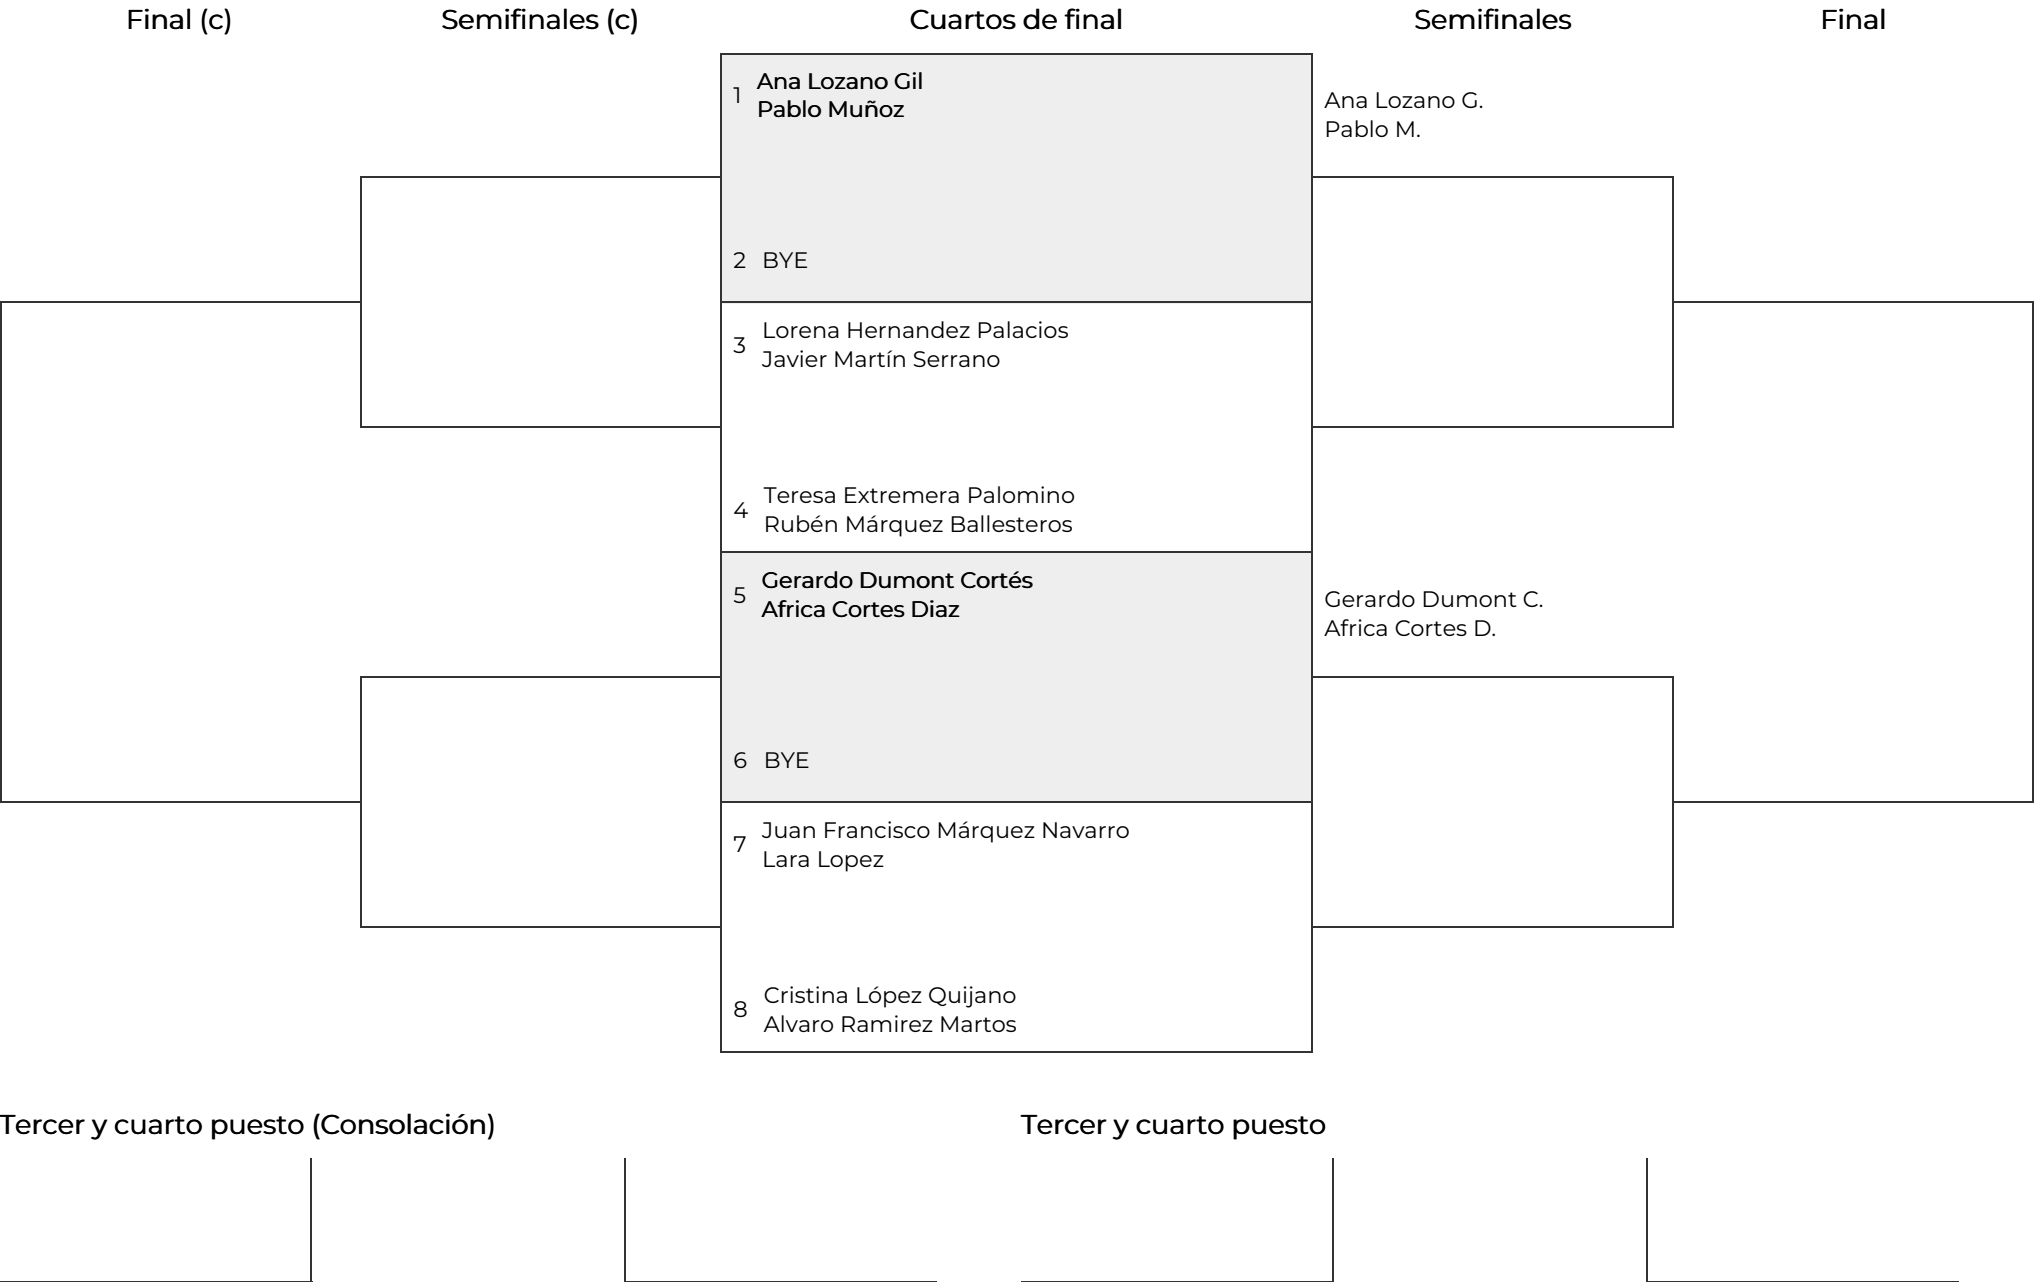 Final (c)
Semifinales (c)
Cuartos de final
Semifinales
Final
1
Ana Lozano Gil
Pablo Muñoz
Ana Lozano G.
Pablo M.
2 BYE
3
Lorena Hernandez Palacios
Javier Martín Serrano
4
Teresa Extremera Palomino
Rubén Márquez Ballesteros
5
Gerardo Dumont Cortés
Africa Cortes Diaz
Gerardo Dumont C.
Africa Cortes D.
6 BYE
7
Juan Francisco Márquez Navarro
Lara Lopez
8
Cristina López Quijano
Alvaro Ramirez Martos
Tercer y cuarto puesto (Consolación)
Tercer y cuarto puesto